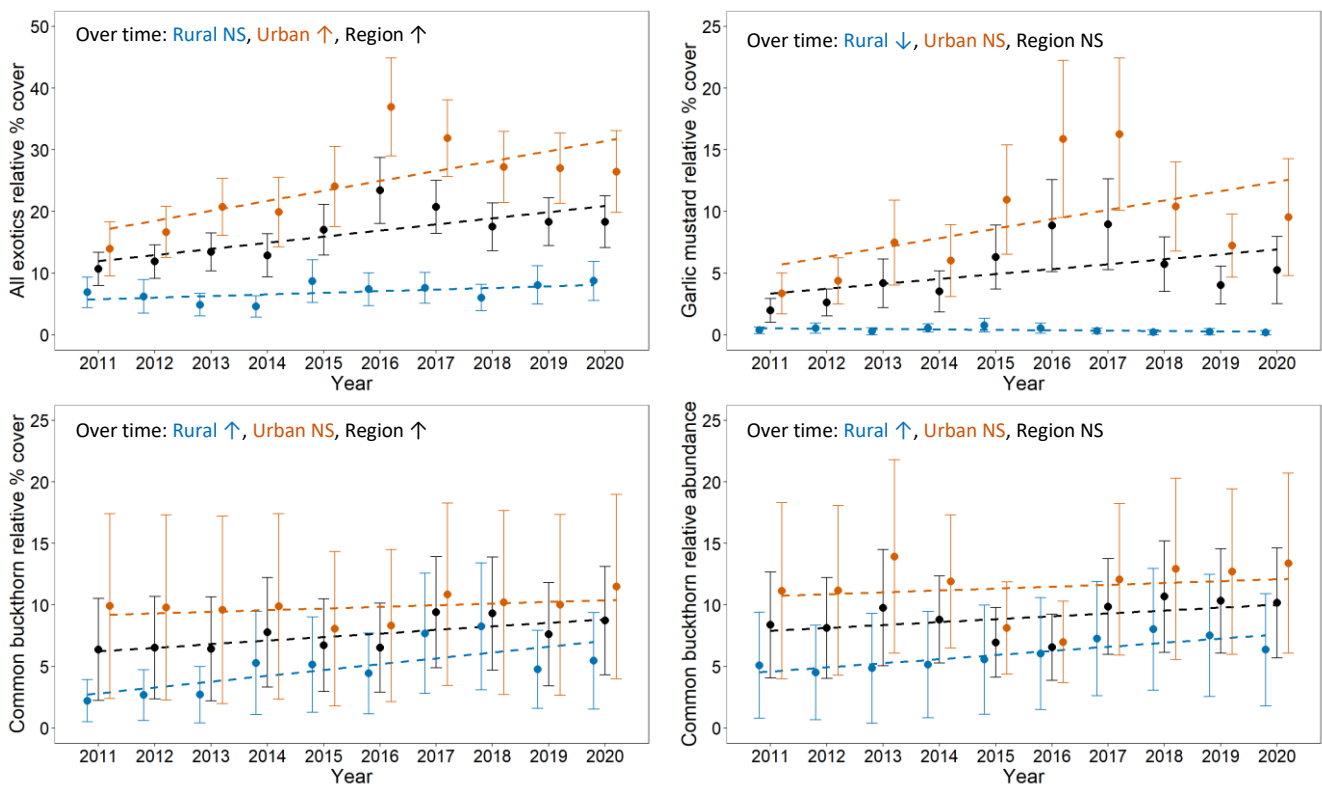 Over time: Rural NS, Urban ↑, Region ↑
All exotics relative % cover
50
40
30
20
10
0
2011 2012 2013 2014 2015 2016 2017 2018 2019 2020
Year
Over time: Rural ↓, Urban NS, Region NS
Garlic mustard relative % cover
25
20
15
10
5
0
2011 2012 2013 2014 2015 2016 2017 2018 2019 2020
Year
Over time: Rural ↑, Urban NS, Region ↑
Common buckthorn relative % cover
25
20
15
10
5
0
2011 2012 2013 2014 2015 2016 2017 2018 2019 2020
Year
Over time: Rural ↑, Urban NS, Region NS
Common buckthorn relative abundance
25
20
15
10
5
0
2011 2012 2013 2014 2015 2016 2017 2018 2019 2020
Year